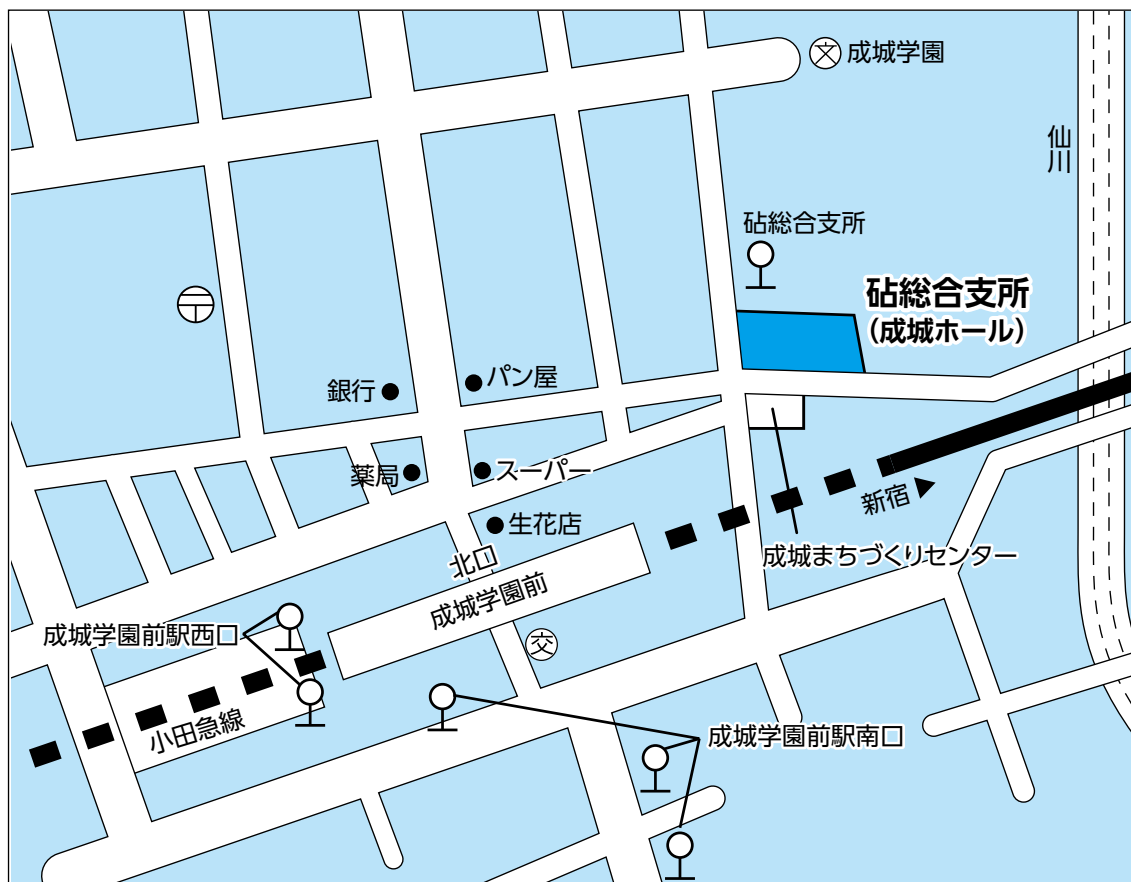 文 成城学園
仙川
砧総合支所
砧総合支所
（成城ホール）
銀行
パン屋
薬局
スーパー
生花店
新宿
北口
成城学園前
成城まちづくりセンター
成城学園前駅西口
交
小田急線
成城学園前駅南口